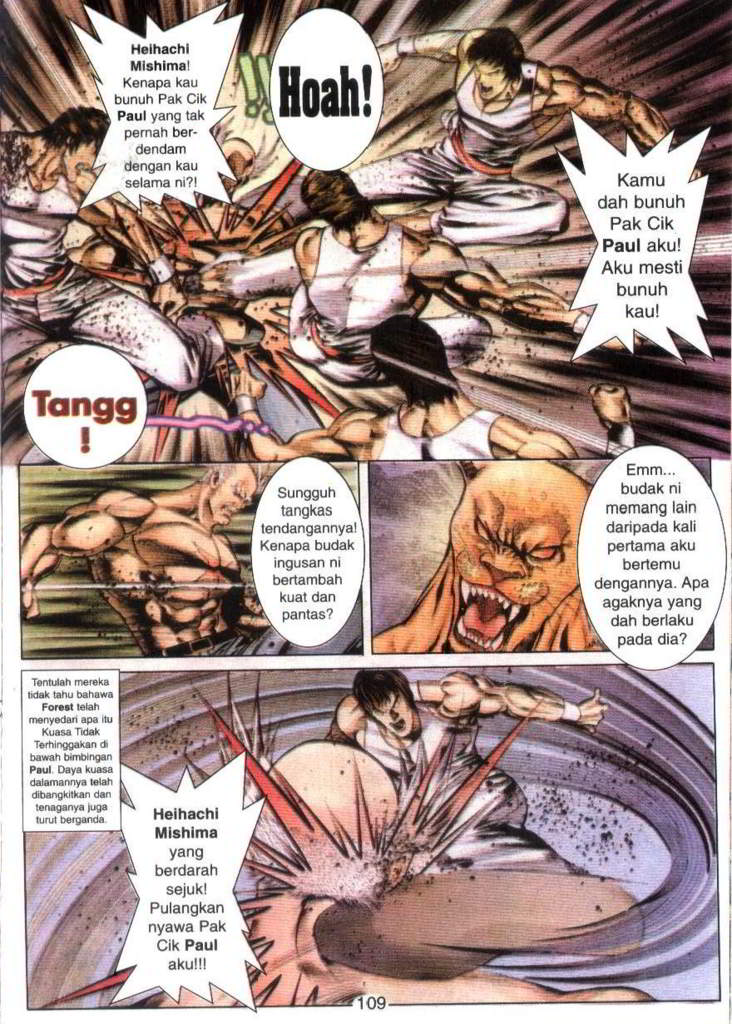 Heihachi
Mishima!
Kenapa kau
bunuh Pak Cik
Paul yang tak
pernah ber-
dendam
dengan kau
selama ni?!
!!
Hoah!
Kamu
dah bunuh
Pak Cik
Paul aku!
Aku mesti
bunuh
kau!
Tangg
!
Sungguh
tangkas
tendangannya!
Kenapa budak
ingusan ni
bertambah
kuat dan
pantas?
Emm...
budak ni
memang lain
daripada kali
pertama aku
bertemu
dengannya. Apa
agaknya yang
dah berlaku
pada dia?
Tentulah mereka
tidak tahu bahawa
Forest telah
menyedari apa itu
Kuasa Tidak
Terhinggakan di
bawah bimbingan
Paul. Daya kuasa
dalamannya telah
dibangkitkan dan
tenaganya juga
turut berganda.
Heihachi
Mishima
yang
berdarah
sejuk!
Pulangkan
nyawa Pak
Cik Paul
aku!!!
109